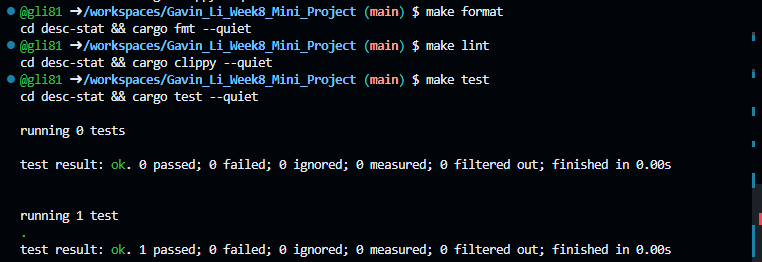 @gli81 ➜/workspaces/Gavin_Li_Week8_Mini_Project (main) $ make format
cd desc-stat && cargo fmt --quiet
@gli81 ➜/workspaces/Gavin_Li_Week8_Mini_Project (main) $ make lint
cd desc-stat && cargo clippy --quiet
@gli81 ➜/workspaces/Gavin_Li_Week8_Mini_Project (main) $ make test
cd desc-stat && cargo test --quiet
running 0 tests
test result: ok. 0 passed; 0 failed; 0 ignored; 0 measured; 0 filtered out; finished in 0.00s
running 1 test
.
test result: ok. 1 passed; 0 failed; 0 ignored; 0 measured; 0 filtered out; finished in 0.00s